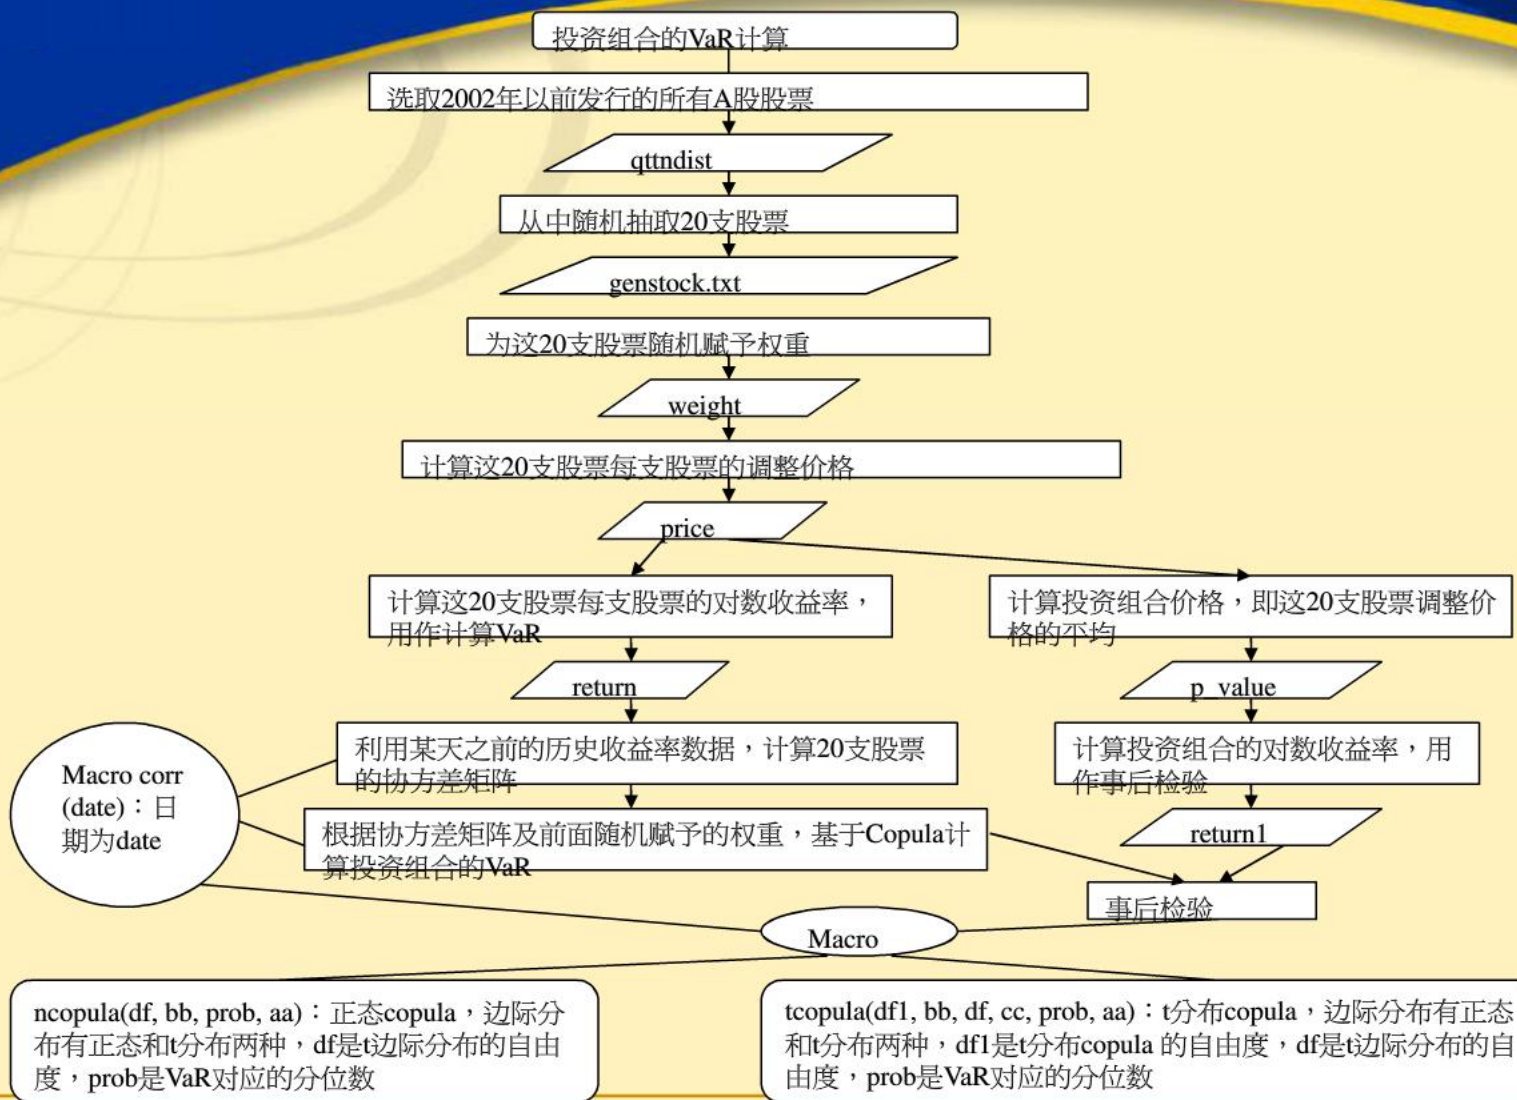 投资组合的VaR计算
选取2002年以前发行的所有A股股票
qttndist
从中随机抽取20支股票
genstock.txt
为这20支股票随机赋予权重
weight
计算这20支股票每支股票的调整价格
price
计算这20支股票每支股票的对数收益率，
用作计算VaR
计算投资组合价格，即这20支股票调整价
格的平均
return
p_value
Macro corr
(date)：日
期为date
利用某天之前的历史收益率数据，计算20支股票
的协方差矩阵
计算投资组合的对数收益率，用
作事后检验
根据协方差矩阵及前面随机赋予的权重，基于Copula计
算投资组合的VaR
return1
事后检验
Macro
ncopula(df, bb, prob, aa)：正态copula，边际分
布有正态和t分布两种，df是t边际分布的自由
度，prob是VaR对应的分位数
tcopula(df1, bb, df, cc, prob, aa)：t分布copula，边际分布有正态
和t分布两种，df1是t分布copula 的自由度，df是t边际分布的自
由度，prob是VaR对应的分位数